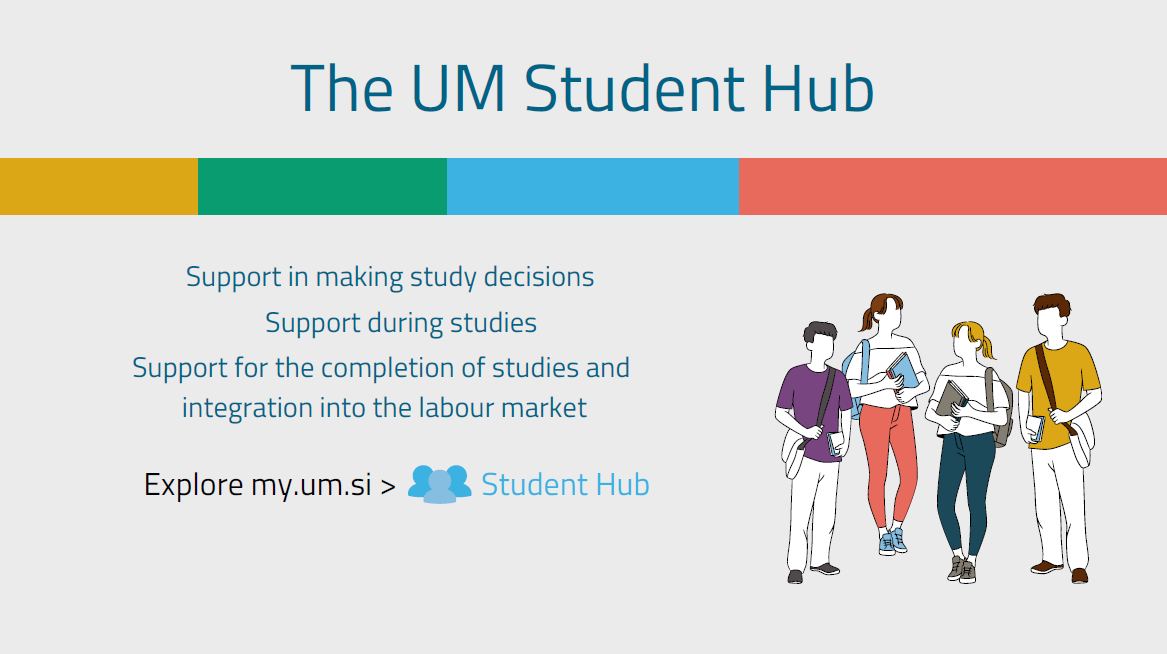 The UM Student Hub
Support in making study decisions
Support during studies
Support for the completion of studies and
integration into the labour market
Explore my.um.si > Student Hub